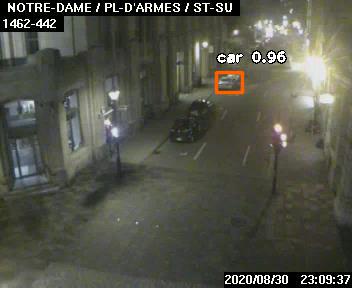 NOTRE-DAME / PL-D'ARMES / ST-SU
1462-442
car 0.96
2020/08/30 23:09:37